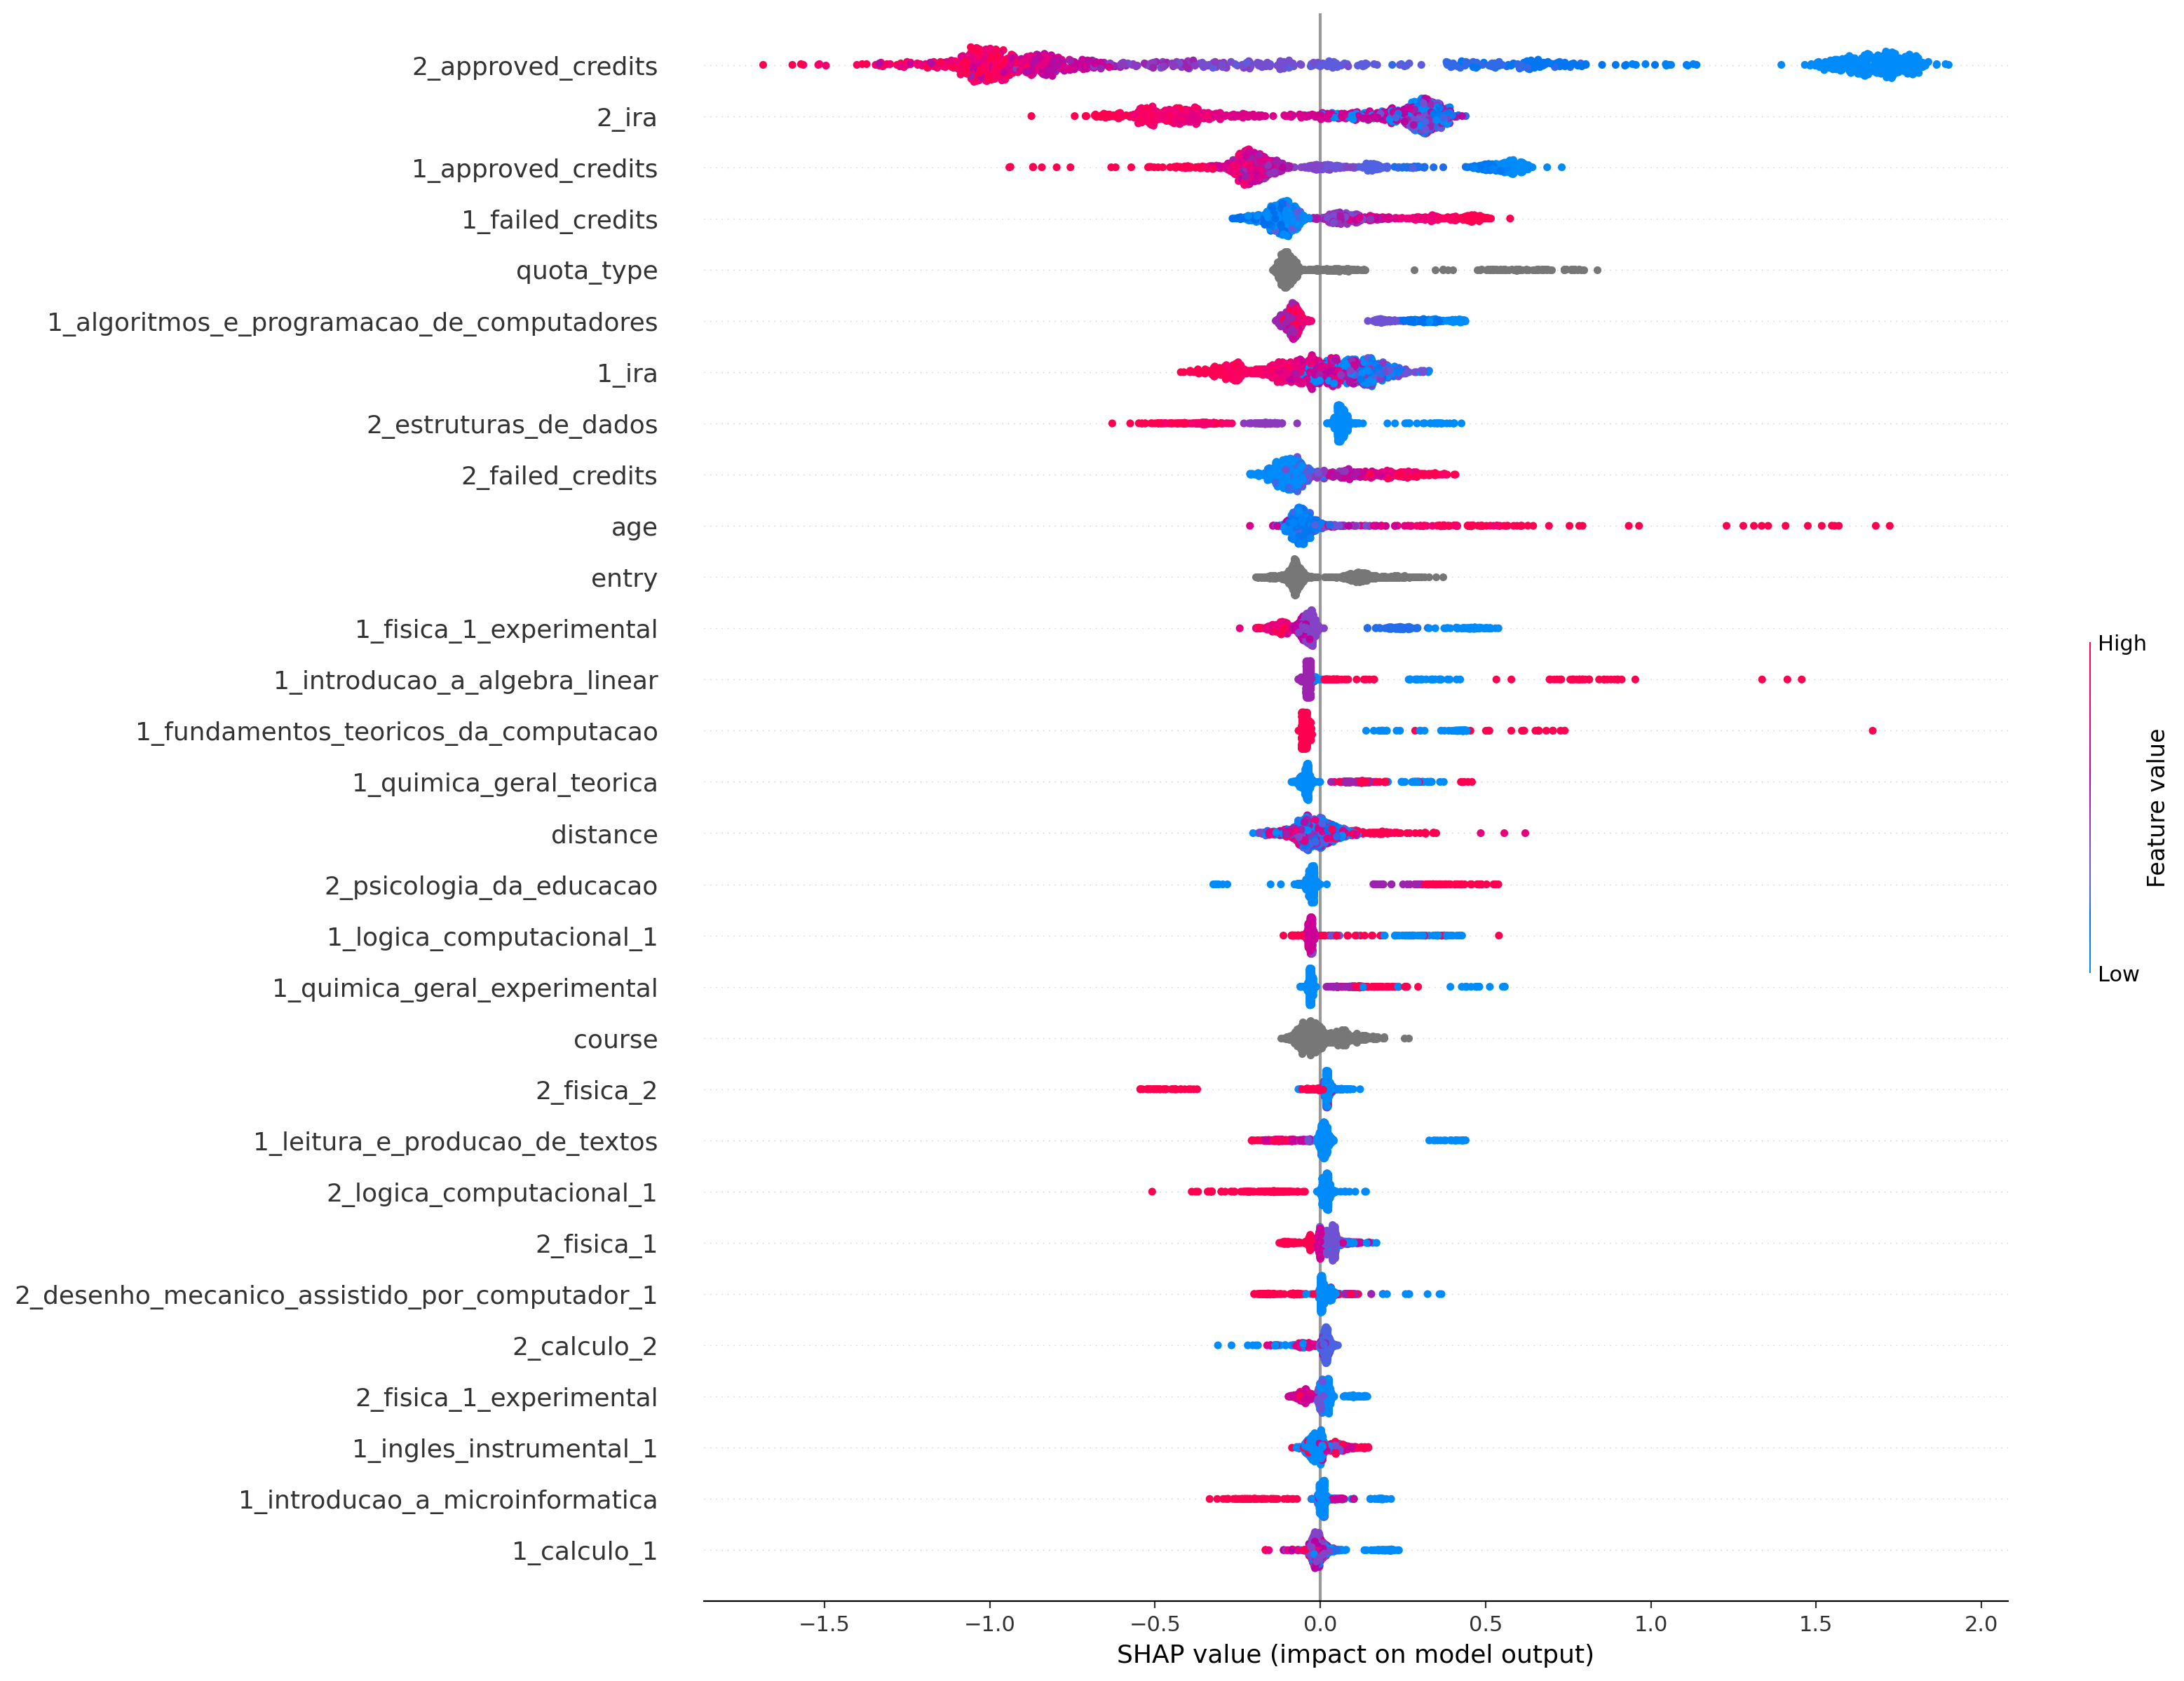 2_approved_credits
2_ira
1_approved_credits
1_failed_credits
quota_type
1_algoritmos_e_programacao_de_computadores
1_ira
2_estruturas_de_dados
2_failed_credits
age
entry
1_fisica_1_experimental
1_introducao_a_algebra_linear
1_fundamentos_teoricos_da_computacao
1_quimica_geral_teorica
distance
2_psicologia_da_educacao
1_logica_computacional_1
1_quimica_geral_experimental
course
2_fisica_2
1_leitura_e_producao_de_textos
2_logica_computacional_1
2_fisica_1
2_desenho_mecanico_assistido_por_computador_1
2_calculo_2
2_fisica_1_experimental
1_ingles_instrumental_1
1_introducao_a_microinformatica
1_calculo_1
−1.5 −1.0 −0.5 0.0 0.5 1.0 1.5 2.0
SHAP value (impact on model output)
High
Feature value
Low